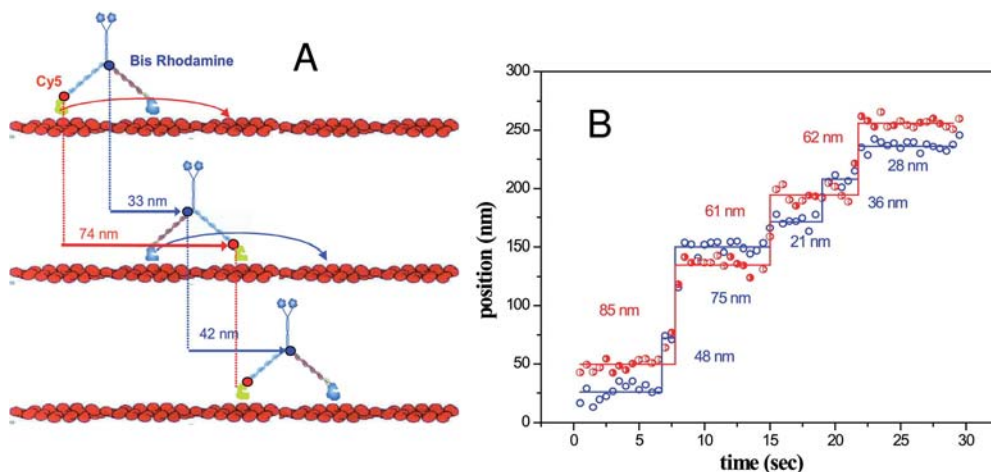 A
Bis Rhodamine
Cy5
33 nm
74 nm
42 nm
B
position (nm)
300
250
200
150
100
50
0
62 nm
28 nm
61 nm
36 nm
21 nm
85 nm
75 nm
48 nm
0 5 10 15 20 25 30
time (sec)